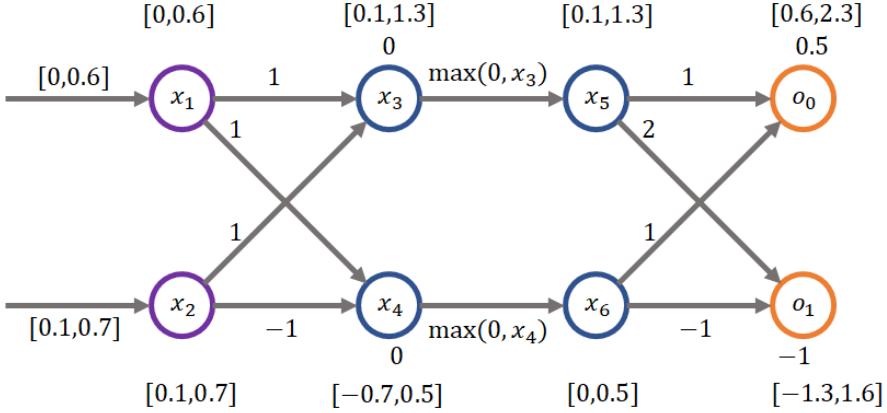 [0,0.6]
[0.1,1.3]
[0.1,1.3]
[0.6,2.3]
0
0.5
[0,0.6]
x₁
1
x₃
max(0, x₃)
x₅
1
o₀
1
2
1
1
x₂
x₄
x₆
o₁
[0.1,0.7]
−1
max(0, x₄)
−1
0
−1
[0.1,0.7]
[−0.7,0.5]
[0,0.5]
[−1.3,1.6]